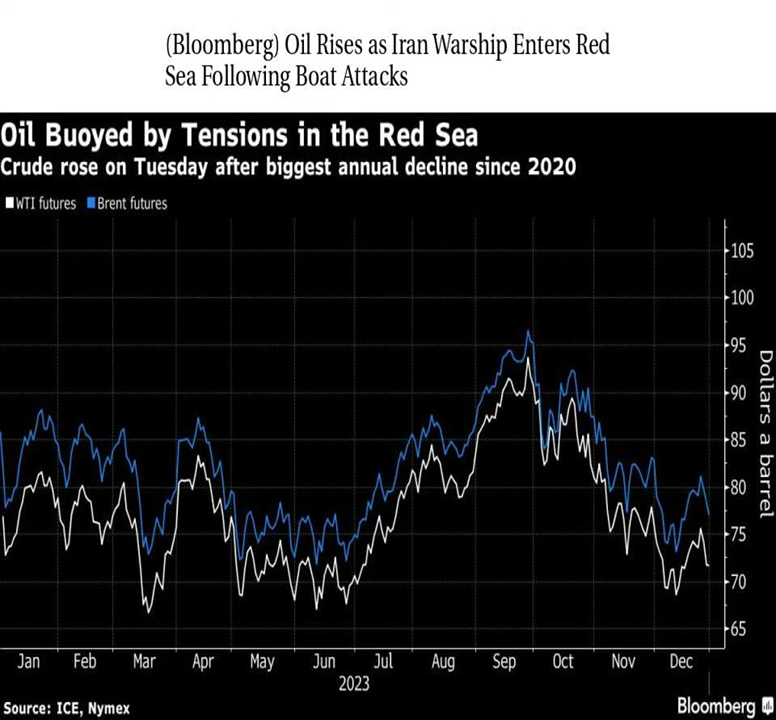 (Bloomberg) Oil Rises as Iran Warship Enters Red
Sea Following Boat Attacks
Oil Buoyed by Tensions in the Red Sea
Crude rose on Tuesday after biggest annual decline since 2020
WTI futures Brent futures
105
100
95
90
85
80
75
70
65
Dollars a barrel
Jan Feb Mar Apr May Jun Jul Aug Sep Oct Nov Dec
2023
Source: ICE, Nymex
Bloomberg